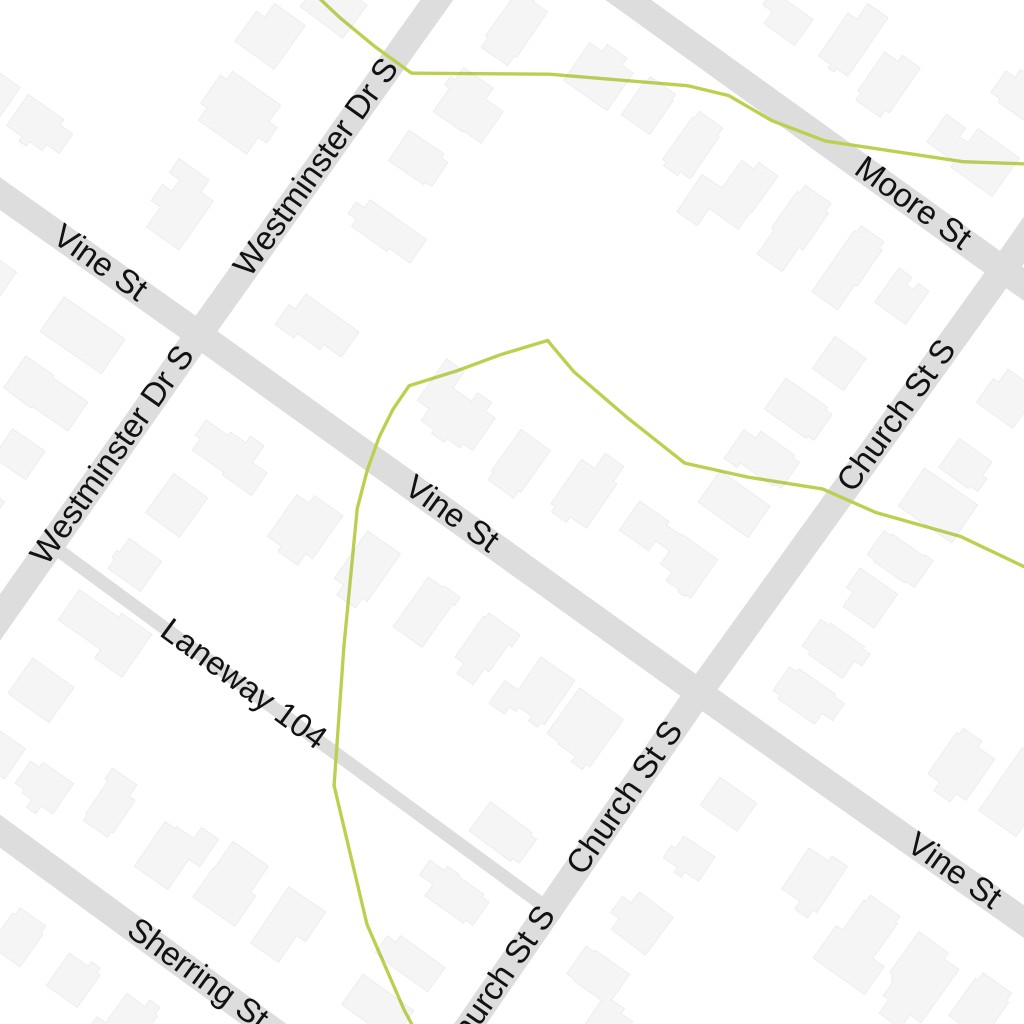 Westminster Dr S
Moore St
Vine St
Church St S
Westminster Dr S
Vine St
Laneway 104
Church St S
Vine St
Sherring St
urch St S